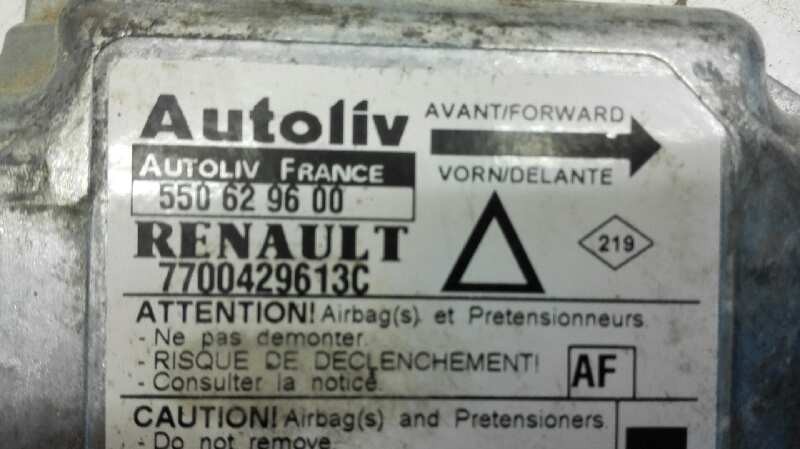 Autoliv
AVANT/FORWARD
AUTOLIV FRANCE
VORN/DELANTE
550 62 96 00
RENAULT
219
7700429613C
ATTENTION! Airbag(s) et Pretensionneurs.
- Ne pas demonter.
- RISQUE DE DECLENCHEMENT!
- Consulter la notice.
AF
CAUTION! Airbag(s) and Pretensioners.
- Do not remove.